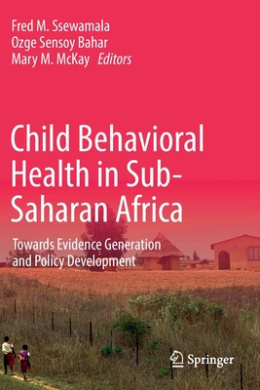 Fred M. Ssewamala
Ozge Sensoy Bahar
Mary M. McKay Editors
Child Behavioral
Health in Sub-
Saharan Africa
Towards Evidence Generation
and Policy Development
Springer